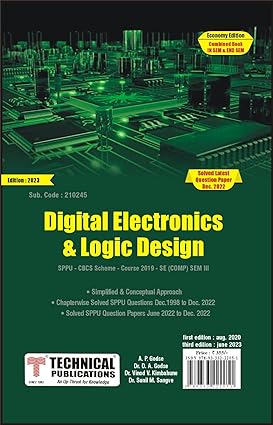 Economy Edition
Combined Book
IN SEM & END SEM
Solved Latest
Question Paper
Dec. 2022
Edition : 2023
Sub. Code : 210245
Digital Electronics
& Logic Design
SPPU - CBCS Scheme - Course 2019 - SE (COMP) SEM III
• Simplified & Conceptual Approach
• Chapterwise Solved SPPU Questions Dec.1998 to Dec. 2022
• Solved SPPU Question Papers June 2022 to Dec. 2022
first edition : aug. 2020
third edition : june 2023
TECHNICAL
PUBLICATIONS
SINCE 1993
An Up-Thrust for Knowledge
A. P. Godse
Dr. D. A. Godse
Dr. Vinod V. Kimbahune
Dr. Sunil M. Sangve